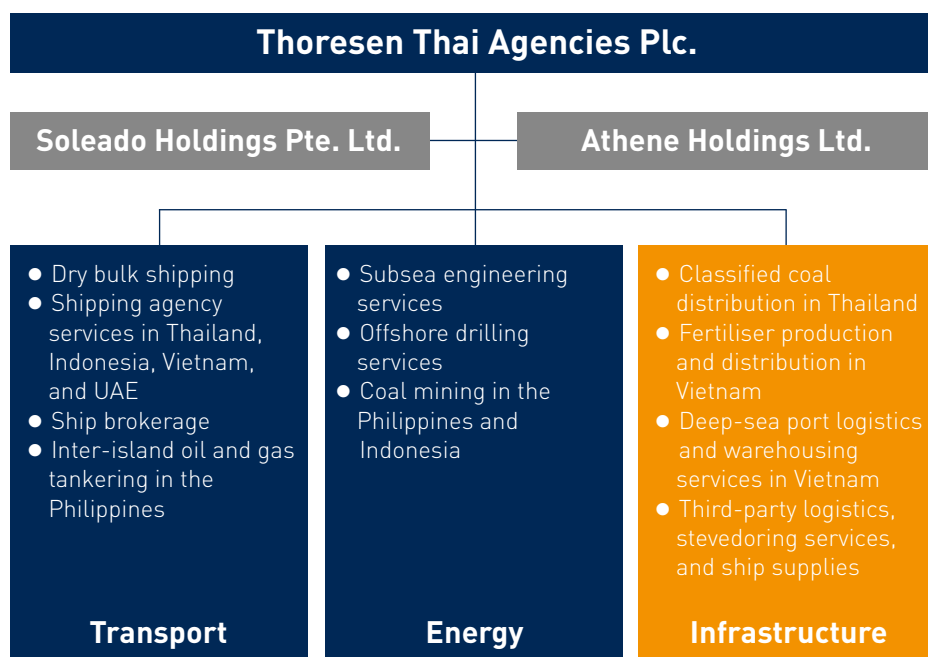 Thoresen Thai Agencies Plc.
Soleado Holdings Pte. Ltd.
Athene Holdings Ltd.
● Dry bulk shipping
● Shipping agency
services in Thailand,
Indonesia, Vietnam,
and UAE
● Ship brokerage
● Inter-island oil and gas
tankering in the
Philippines
Transport
● Subsea engineering
services
● Offshore drilling
services
● Coal mining in the
Philippines and
Indonesia
Energy
● Classified coal
distribution in Thailand
● Fertiliser production
and distribution in
Vietnam
● Deep-sea port logistics
and warehousing
services in Vietnam
● Third-party logistics,
stevedoring services,
and ship supplies
Infrastructure